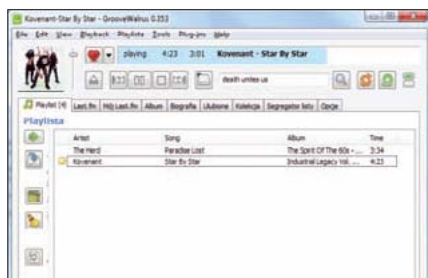 Kovenant-Star By Star - GrooveWalrus 0.353
File Edit View Playback Playlists Tools Plug-ins Help
playing 4:23 3:01 Kovenant - Star By Star
death unites us
Playlist (4) Last.fm Mój Last.fm Album Biografia Ulubione Kolekcja Segregator listy Opcje
Playlista
Artist Song Album Time
The Herd Paradise Lost The Spirit Of The 60s - ... 3:34
Kovenant Star By Star Industrial Legacy Vol. ... 4:23